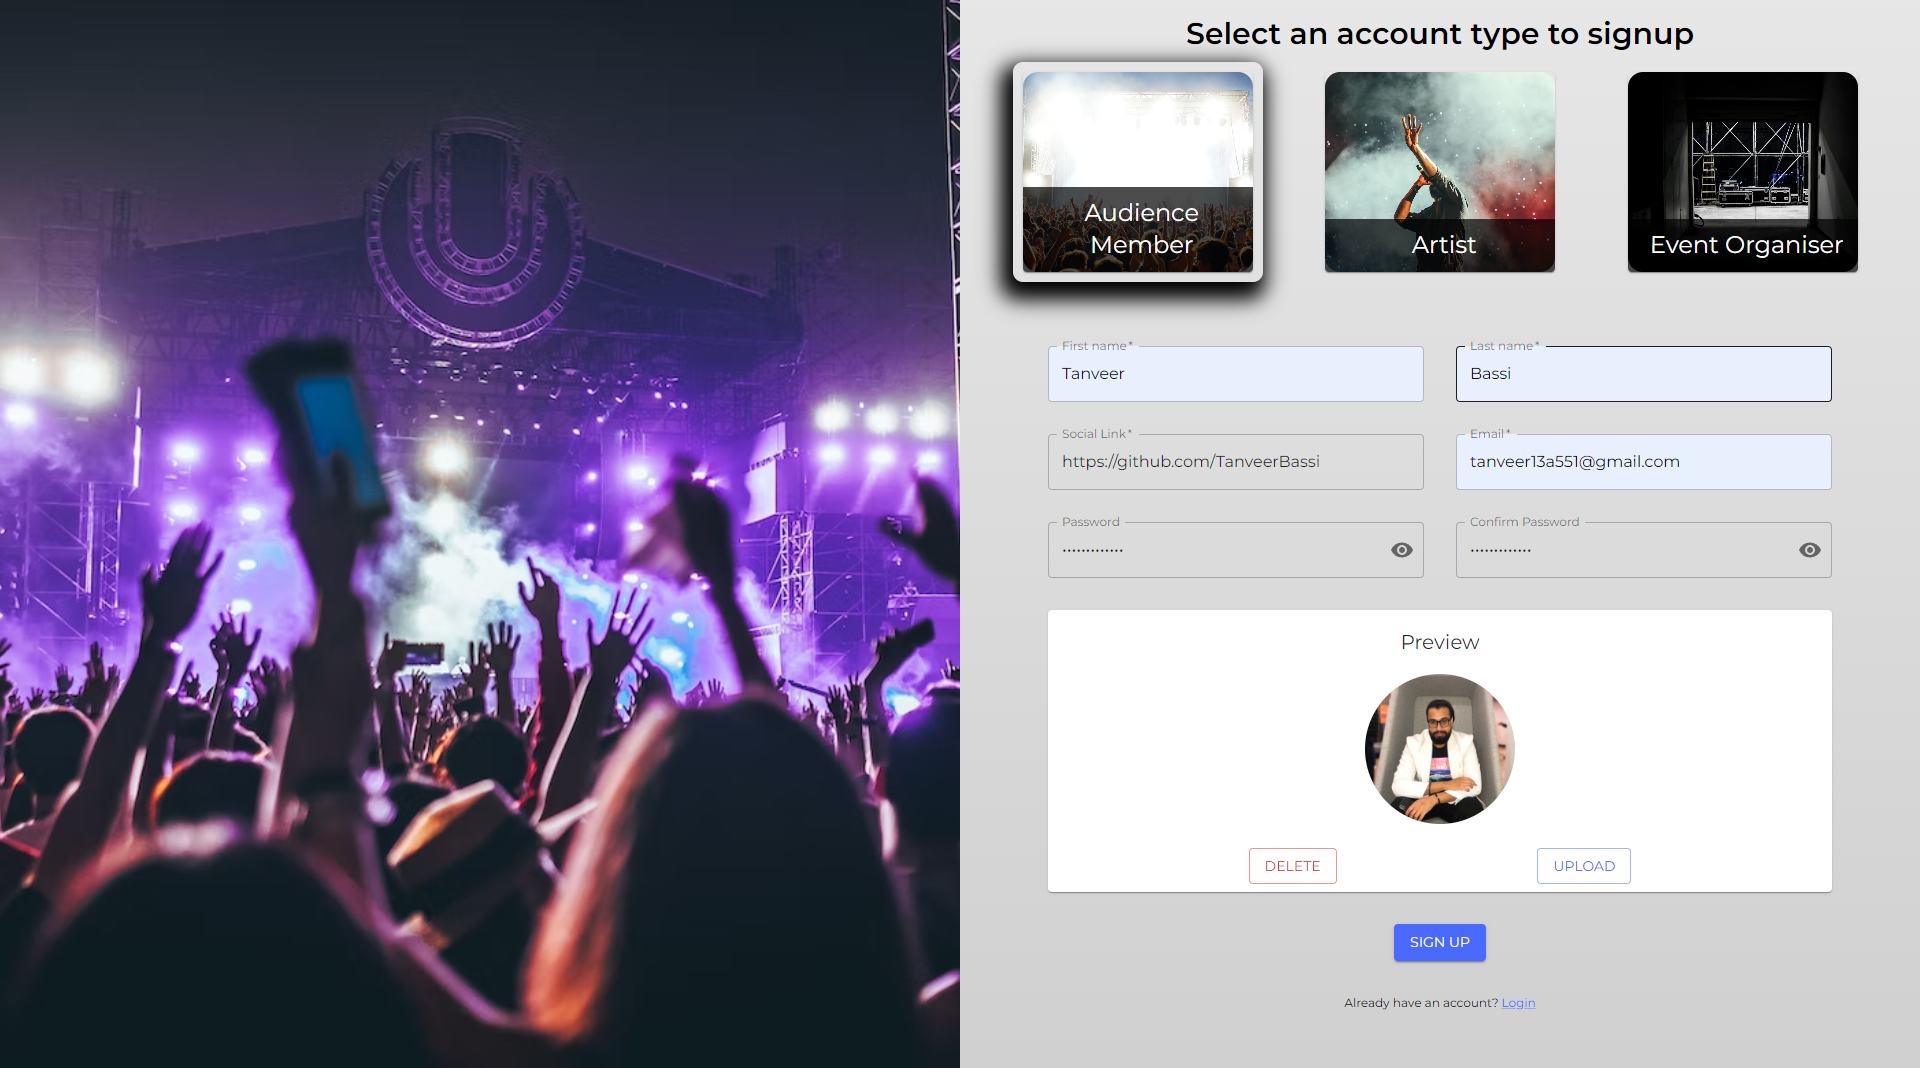 Select an account type to signup
Audience
Member
Artist
Event Organiser
First name *
Tanveer
Last name *
Bassi
Social Link *
https://github.com/TanveerBassi
Email *
tanveer13a551@gmail.com
Password
•••••••••••••
Confirm Password
•••••••••••••
Preview
DELETE
UPLOAD
SIGN UP
Already have an account? Login